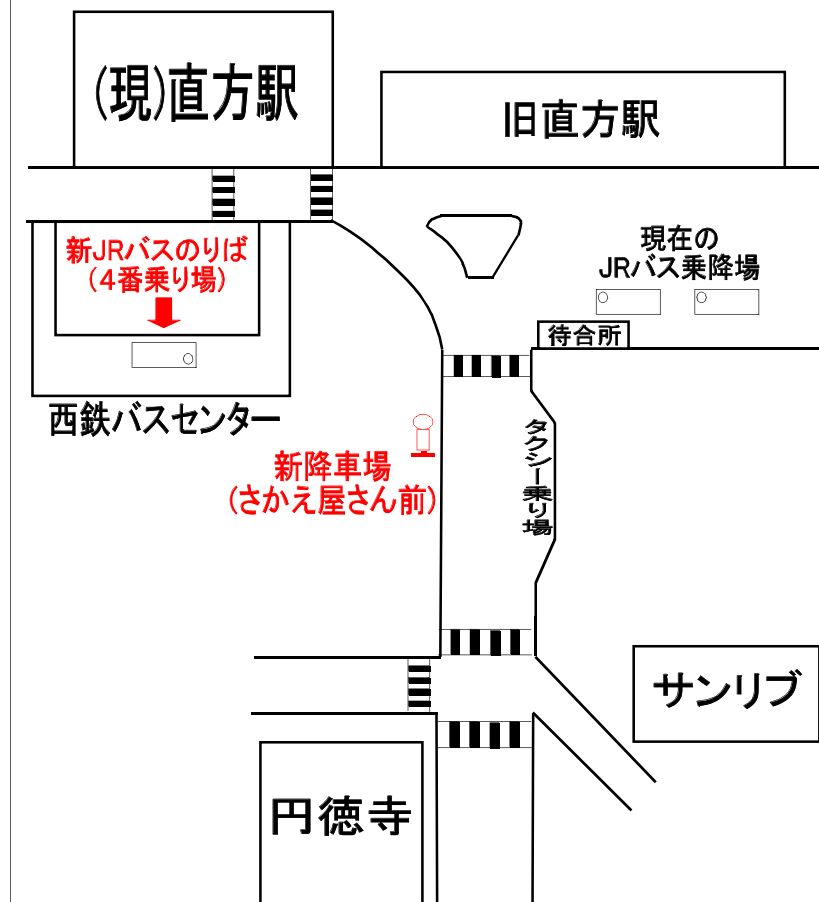 (現)直方駅
旧直方駅
新JRバスのりば
(4番乗り場)
現在の
JRバス乗降場
待合所
西鉄バスセンター
新降車場
(さかえ屋さん前)
タクシー乗り場
サンリブ
円徳寺